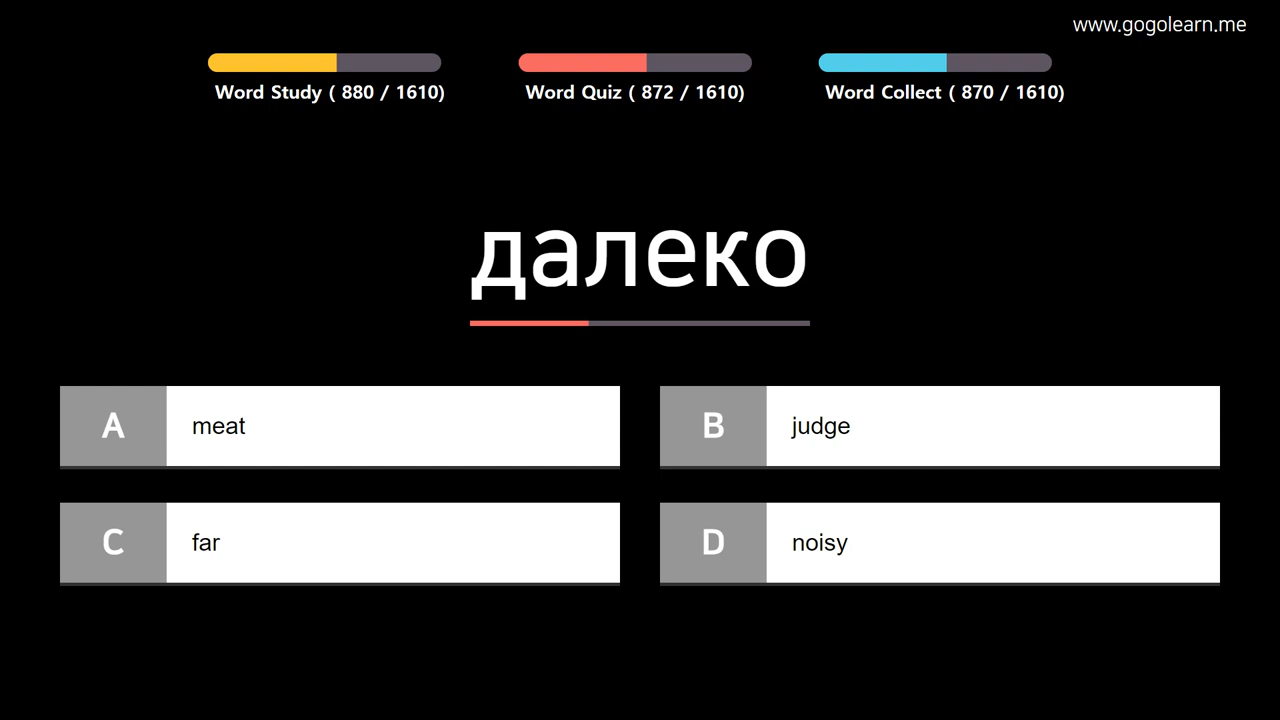 www.gogolearn.me
Word Study ( 880 / 1610)
Word Quiz ( 872 / 1610)
Word Collect ( 870 / 1610)
далеко
A meat
B judge
C far
D noisy